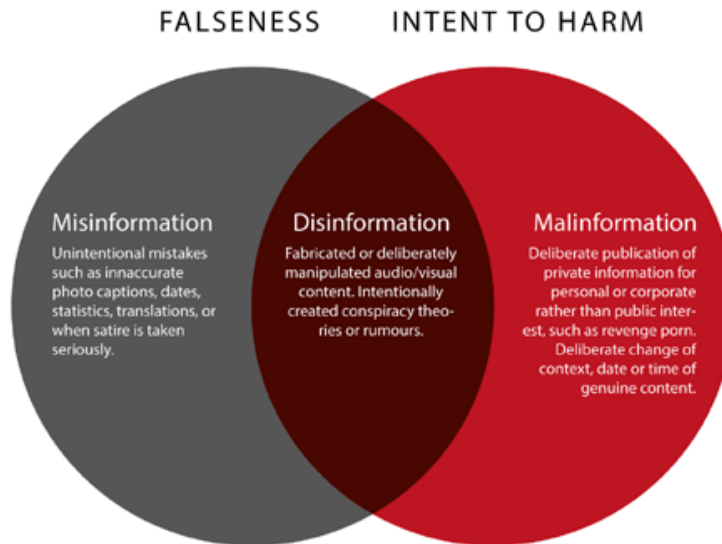 FALSENESS
INTENT TO HARM
Misinformation
Unintentional mistakes
such as innaccurate
photo captions, dates,
statistics, translations, or
when satire is taken
seriously.
Disinformation
Fabricated or deliberately
manipulated audio/visual
content. Intentionally
created conspiracy theo-
ries or rumours.
Malinformation
Deliberate publication of
private information for
personal or corporate
rather than public inter-
est, such as revenge porn.
Deliberate change of
context, date or time of
genuine content.